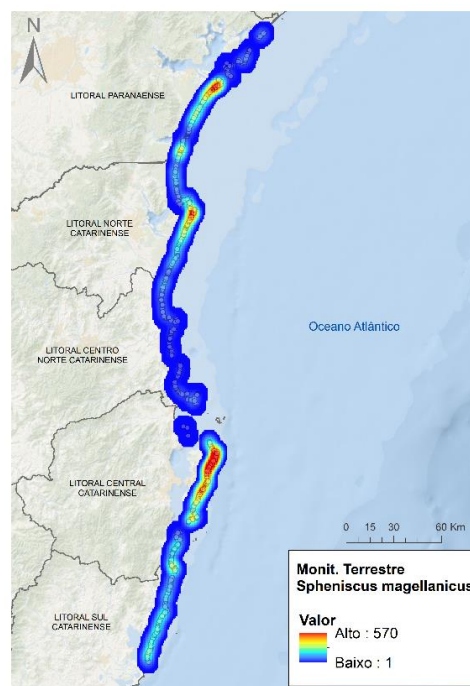 N
LITORAL PARANAENSE
LITORAL NORTE
CATARINENSE
Oceano Atlântico
LITORAL CENTRO
NORTE CATARINENSE
LITORAL CENTRAL
CATARINENSE
0 15 30 60 Km
Monit. Terrestre
Spheniscus magellanicus
Valor
Alto : 570
Baixo : 1
LITORAL SUL
CATARINENSE